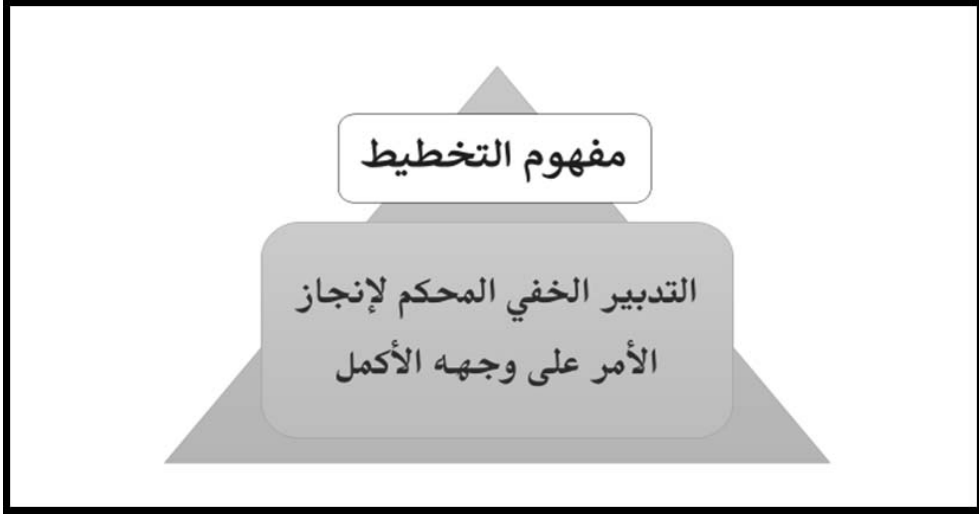 مفهوم التخطيط
التدبير الخفي المحكم لإنجاز
الأمر على وجهه الأكمل